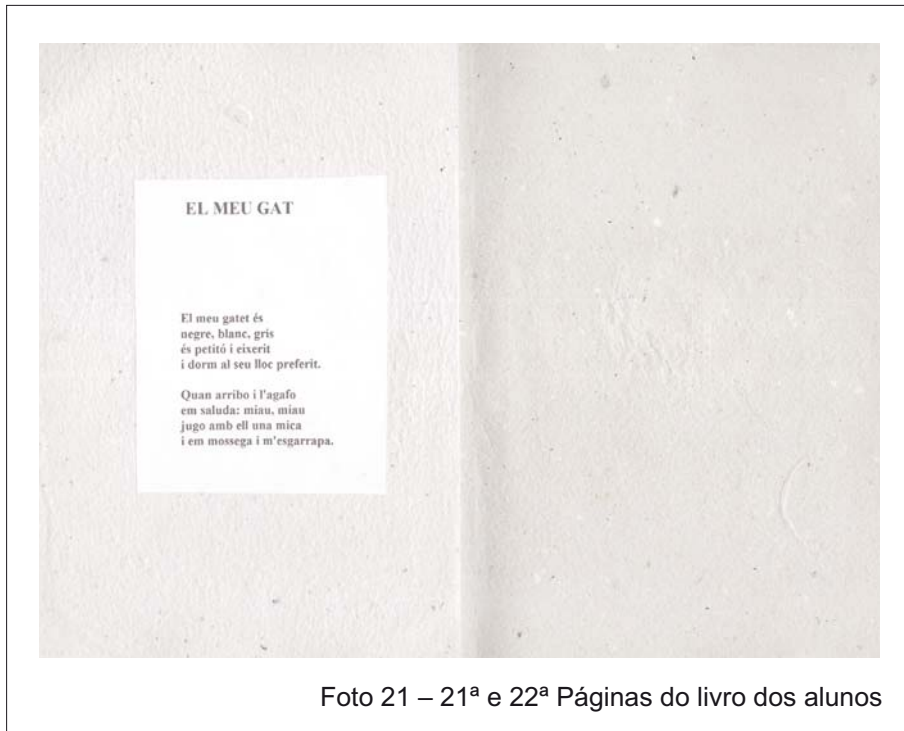 EL MEU GAT
El meu gatet és
negre, blanc, gris
és petitó i eixerit
i dorm al seu lloc preferit.
Quan arribo i l'agafo
em saluda: miau, miau
jugo amb ell una mica
i em mossega i m'esgarrapa.
Foto 21 – 21ª e 22ª Páginas do livro dos alunos